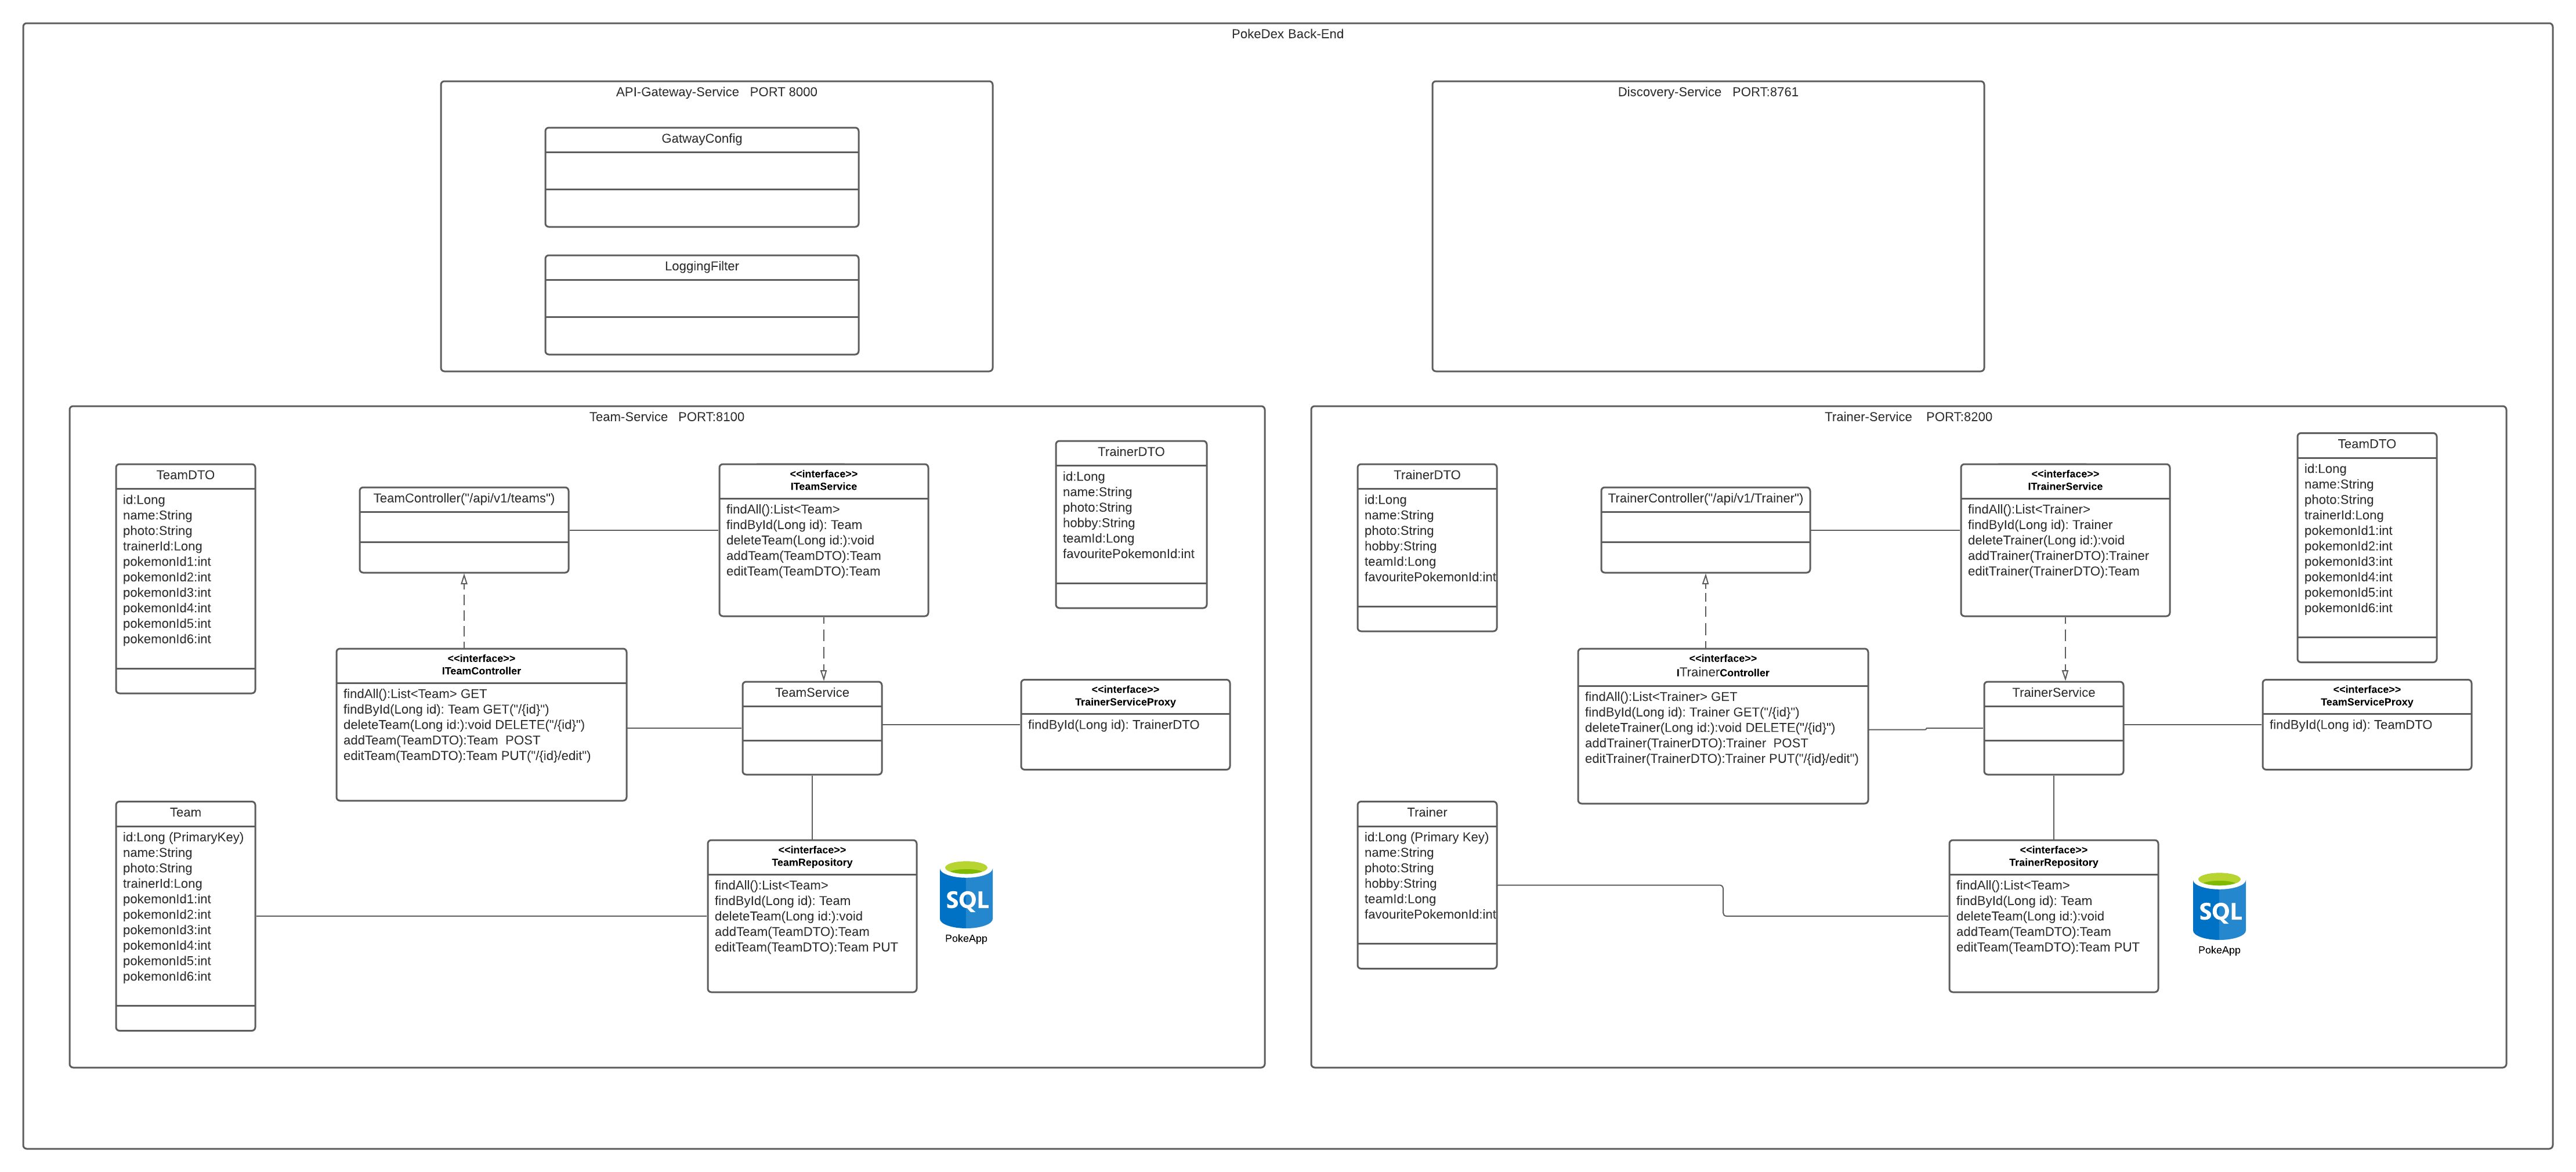 PokeDex Back-End
API-Gateway-Service   PORT 8000
GatwayConfig
LoggingFilter
Discovery-Service   PORT:8761
Team-Service   PORT:8100
TeamDTO
id:Long
name:String
photo:String
trainerId:Long
pokemonId1:int
pokemonId2:int
pokemonId3:int
pokemonId4:int
pokemonId5:int
pokemonId6:int
TeamController("/api/v1/teams")
<<interface>>
ITeamService
findAll():List<Team>
findById(Long id): Team
deleteTeam(Long id:):void
addTeam(TeamDTO):Team
editTeam(TeamDTO):Team
TrainerDTO
id:Long
name:String
photo:String
hobby:String
teamId:Long
favouritePokemonId:int
<<interface>>
ITeamController
findAll():List<Team> GET
findById(Long id): Team GET("/{id}")
deleteTeam(Long id:):void DELETE("/{id}")
addTeam(TeamDTO):Team  POST
editTeam(TeamDTO):Team PUT("/{id}/edit")
TeamService
<<interface>>
TrainerServiceProxy
findById(Long id): TrainerDTO
Team
id:Long (PrimaryKey)
name:String
photo:String
trainerId:Long
pokemonId1:int
pokemonId2:int
pokemonId3:int
pokemonId4:int
pokemonId5:int
pokemonId6:int
<<interface>>
TeamRepository
findAll():List<Team>
findById(Long id): Team
deleteTeam(Long id:):void
addTeam(TeamDTO):Team
editTeam(TeamDTO):Team PUT
SQL
PokeApp
Trainer-Service    PORT:8200
TrainerDTO
id:Long
name:String
photo:String
hobby:String
teamId:Long
favouritePokemonId:int
TrainerController("/api/v1/Trainer")
<<interface>>
ITrainerService
findAll():List<Trainer>
findById(Long id): Trainer
deleteTrainer(Long id:):void
addTrainer(TrainerDTO):Trainer
editTrainer(TrainerDTO):Team
TeamDTO
id:Long
name:String
photo:String
trainerId:Long
pokemonId1:int
pokemonId2:int
pokemonId3:int
pokemonId4:int
pokemonId5:int
pokemonId6:int
<<interface>>
ITrainerController
findAll():List<Trainer> GET
findById(Long id): Trainer GET("/{id}")
deleteTrainer(Long id:):void DELETE("/{id}")
addTrainer(TrainerDTO):Trainer  POST
editTrainer(TrainerDTO):Trainer PUT("/{id}/edit")
TrainerService
<<interface>>
TeamServiceProxy
findById(Long id): TeamDTO
Trainer
id:Long (Primary Key)
name:String
photo:String
hobby:String
teamId:Long
favouritePokemonId:int
<<interface>>
TrainerRepository
findAll():List<Team>
findById(Long id): Team
deleteTeam(Long id:):void
addTeam(TeamDTO):Team
editTeam(TeamDTO):Team PUT
SQL
PokeApp